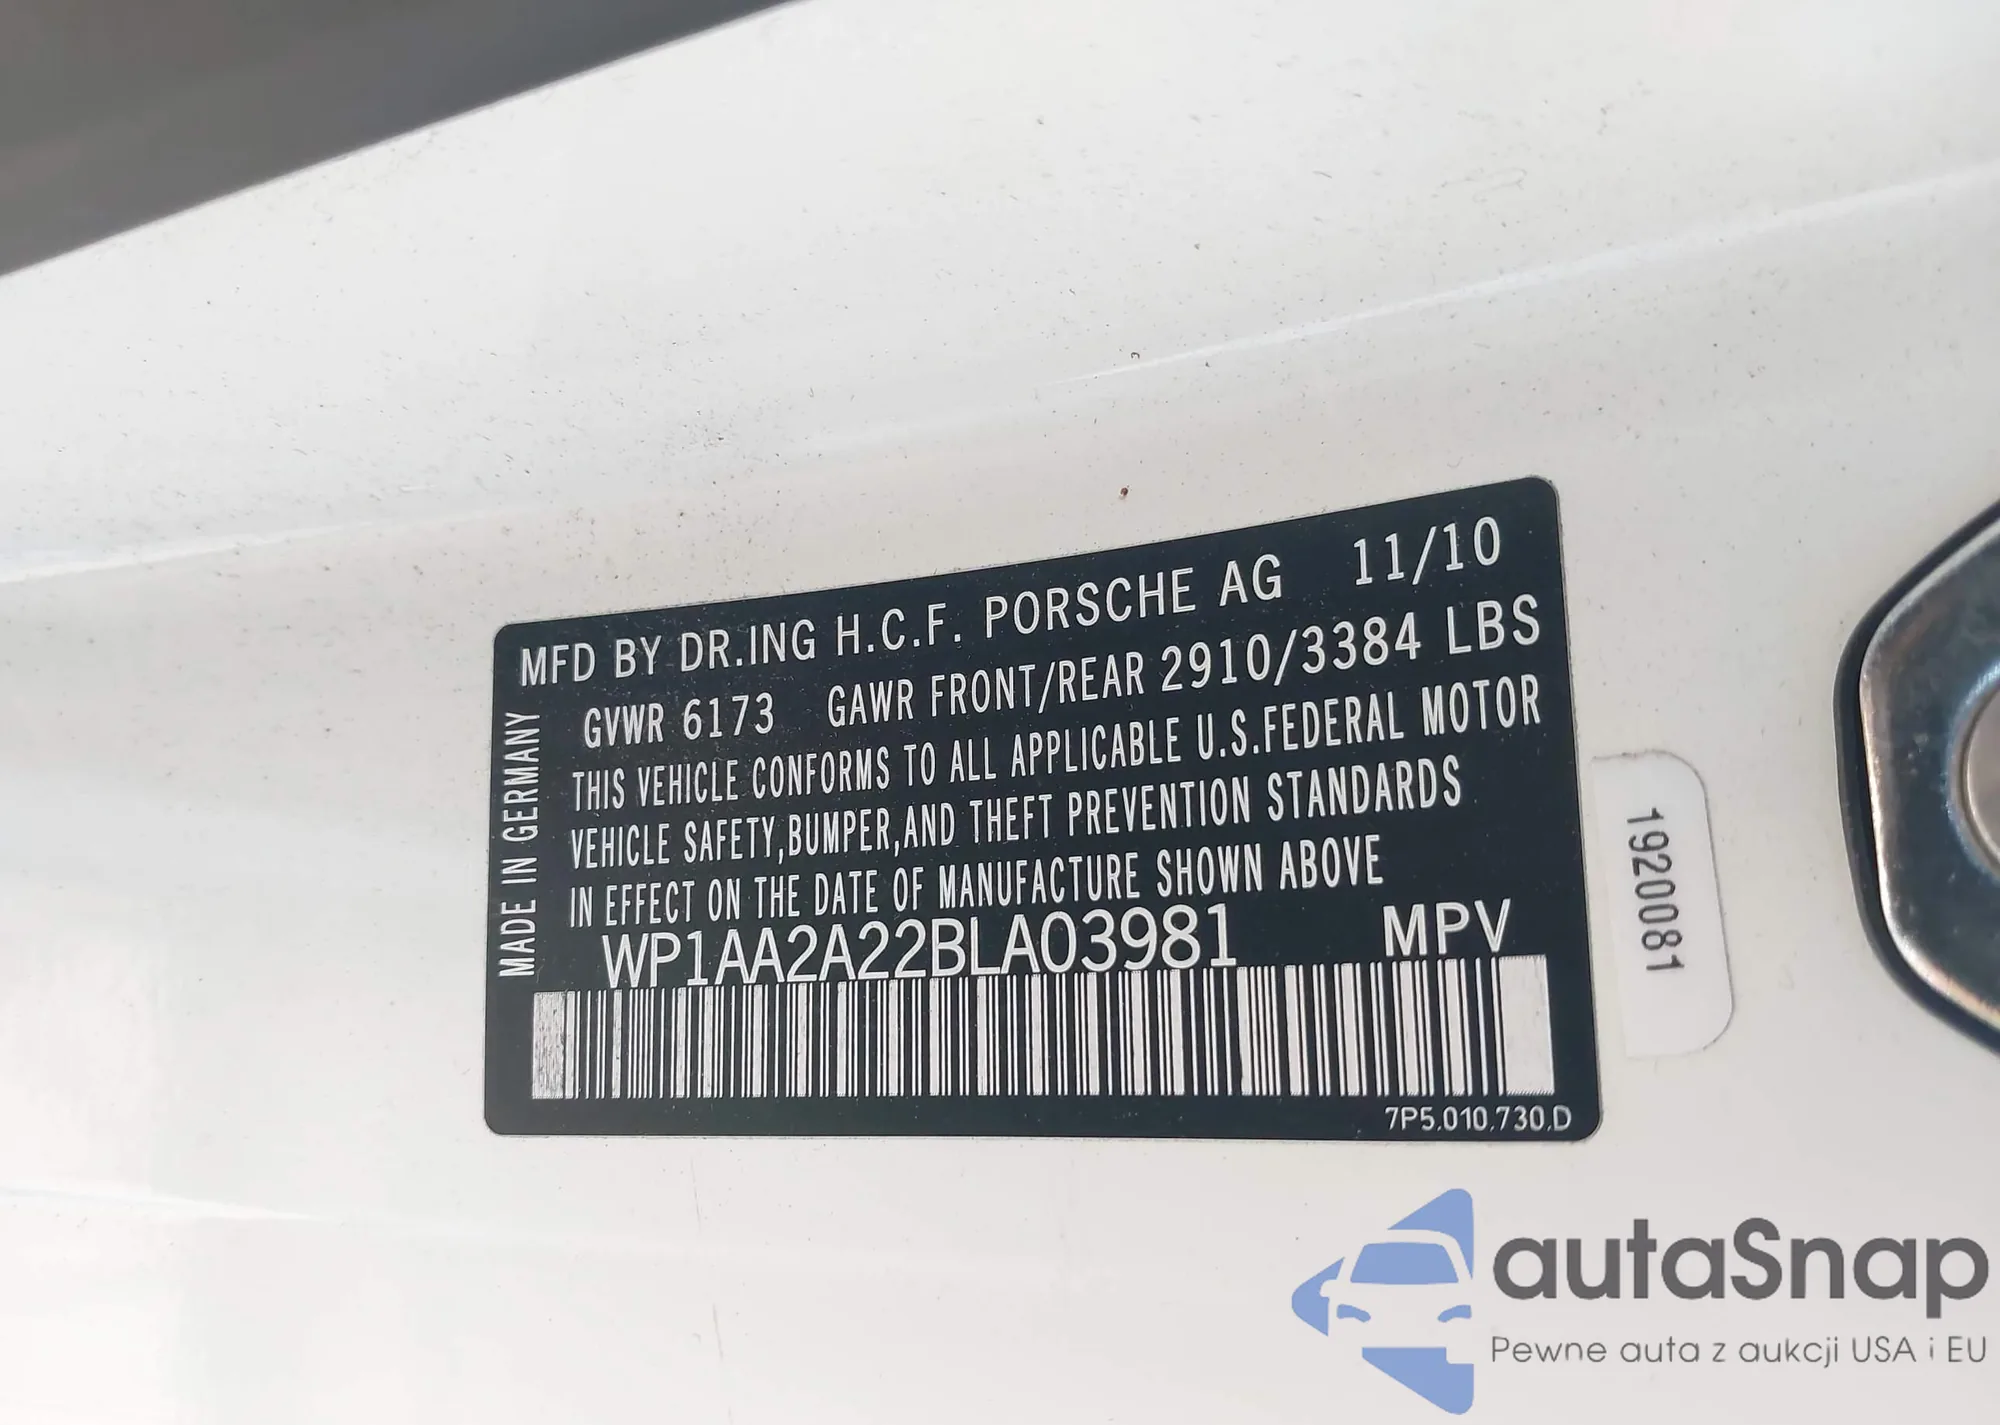 MFD BY DR.ING H.C.F. PORSCHE AG 11/10
GVWR 6173 GAWR FRONT/REAR 2910/3384 LBS
THIS VEHICLE CONFORMS TO ALL APPLICABLE U.S.FEDERAL MOTOR
VEHICLE SAFETY,BUMPER,AND THEFT PREVENTION STANDARDS
IN EFFECT ON THE DATE OF MANUFACTURE SHOWN ABOVE
WP1AA2A22BLA03981 MPV
MADE IN GERMANY
7P5.010.730.D
1920081
autaSnap
Pewne auta z aukcji USA i EU